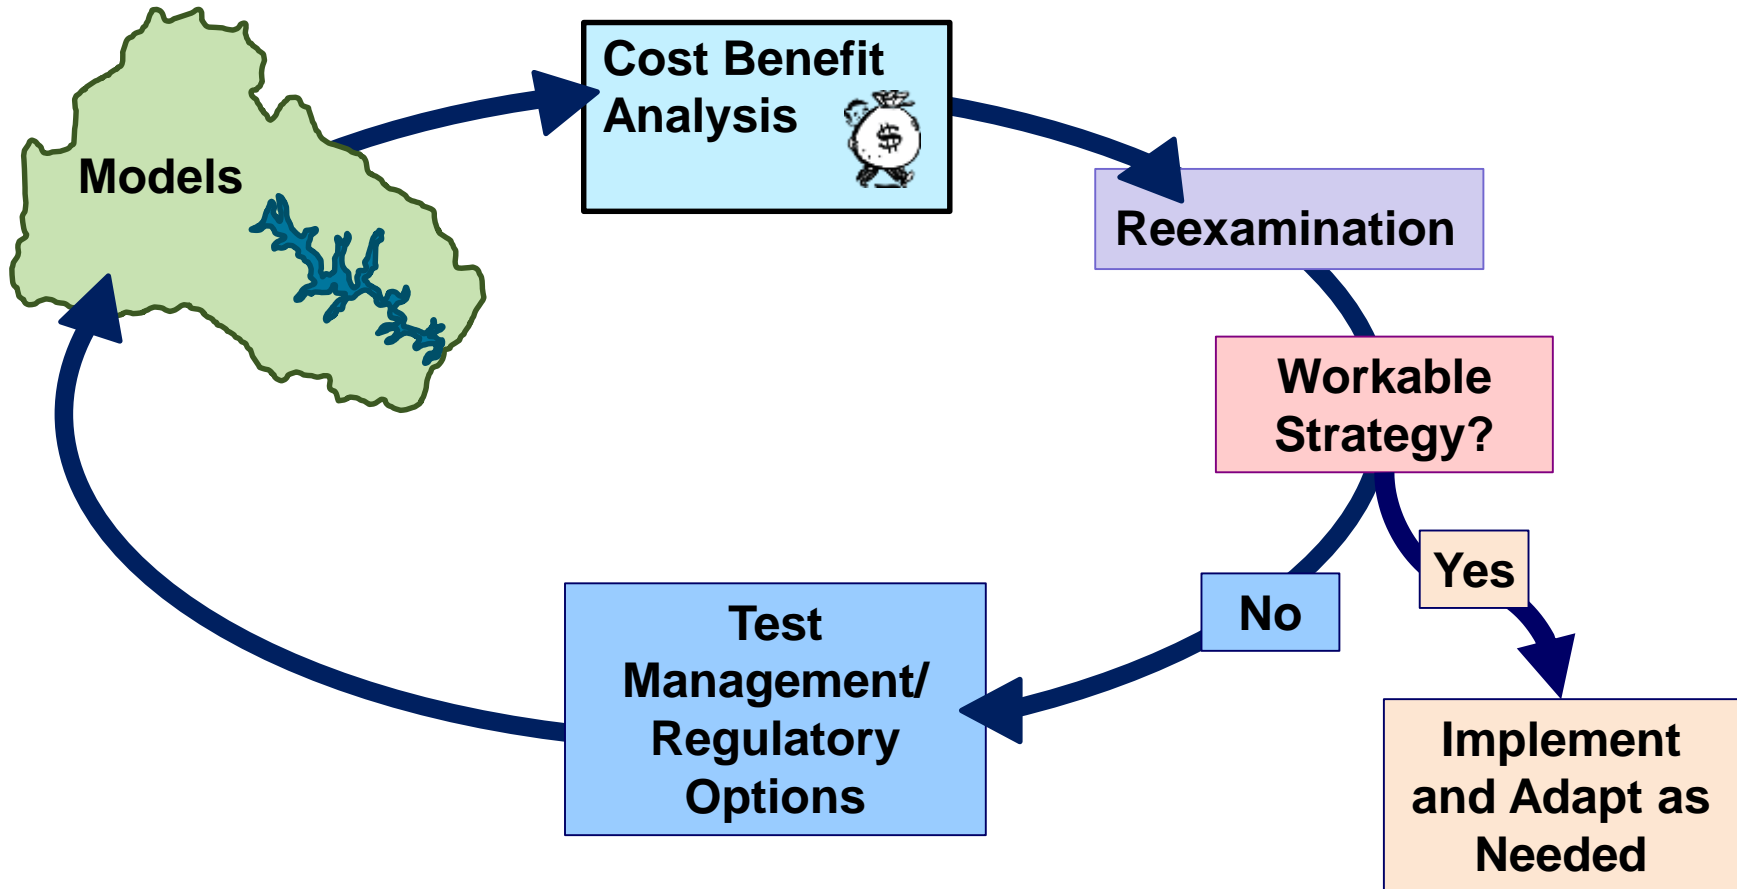 Models
Cost Benefit
Analysis
$
Reexamination
Workable
Strategy?
Yes
No
Test
Management/
Regulatory
Options
Implement
and Adapt as
Needed